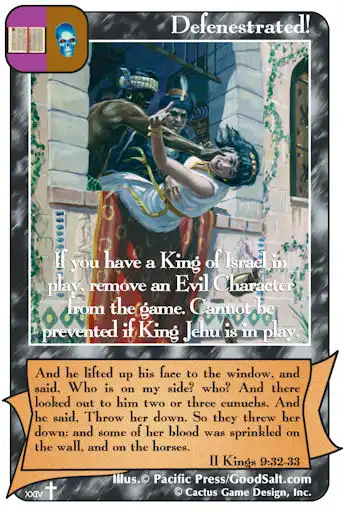 Defenestrated!
If you have a King of Israel in
play, remove an Evil Character
from the game. Cannot be
prevented if King Jehu is in play.
And he lifted up his face to the window, and
said, Who is on my side? who? And there
looked out to him two or three eunuchs. And
he said, Throw her down. So they threw her
down: and some of her blood was sprinkled on
the wall, and on the horses.
II Kings 9:32-33
Illus.© Pacific Press/GoodSalt.com
© Cactus Game Design, Inc.
XXIV